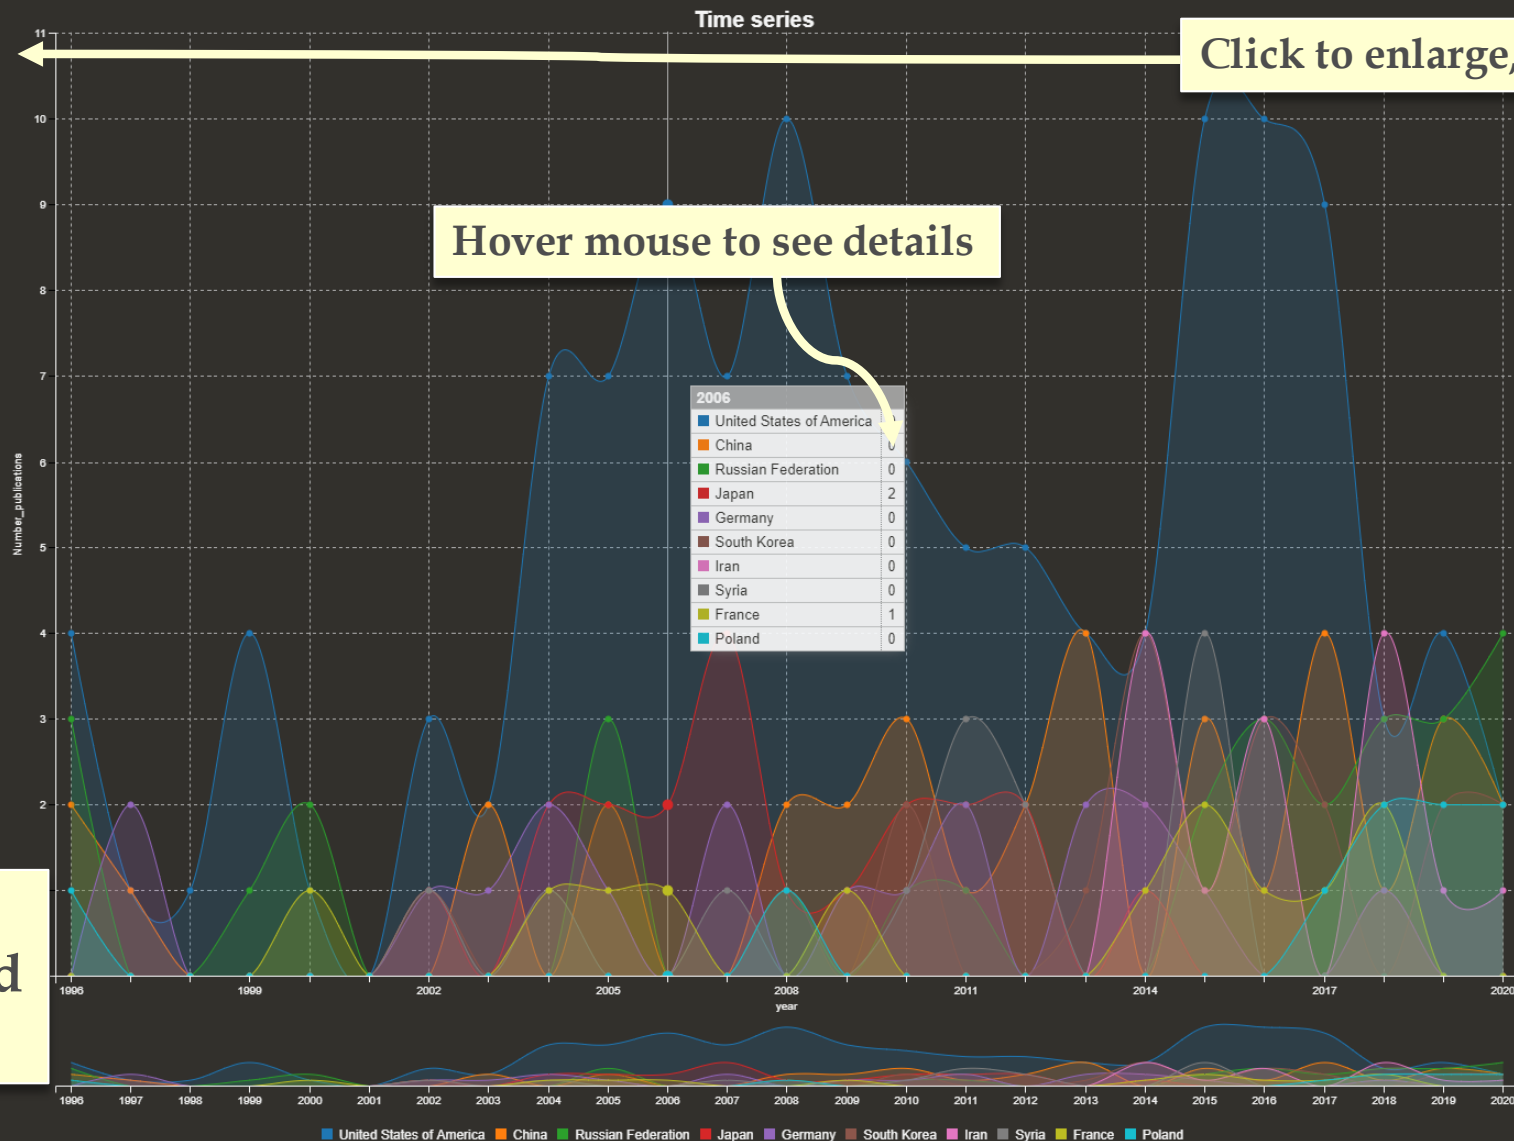 Time series
Click to enlarge,
Hover mouse to see details
11
10
9
8
7
6
5
4
3
2
Number_publications
2006
United States of America
China 0
Russian Federation 0
Japan 2
Germany 0
South Korea 0
Iran 0
Syria 0
France 1
Poland 0
d
1996 1999 2002 2005 2008 2011 2014 2017 2020
year
1996 1997 1998 1999 2000 2001 2002 2003 2004 2005 2006 2007 2008 2009 2010 2011 2012 2013 2014 2015 2016 2017 2018 2019 2020
United States of America China Russian Federation Japan Germany South Korea Iran Syria France Poland